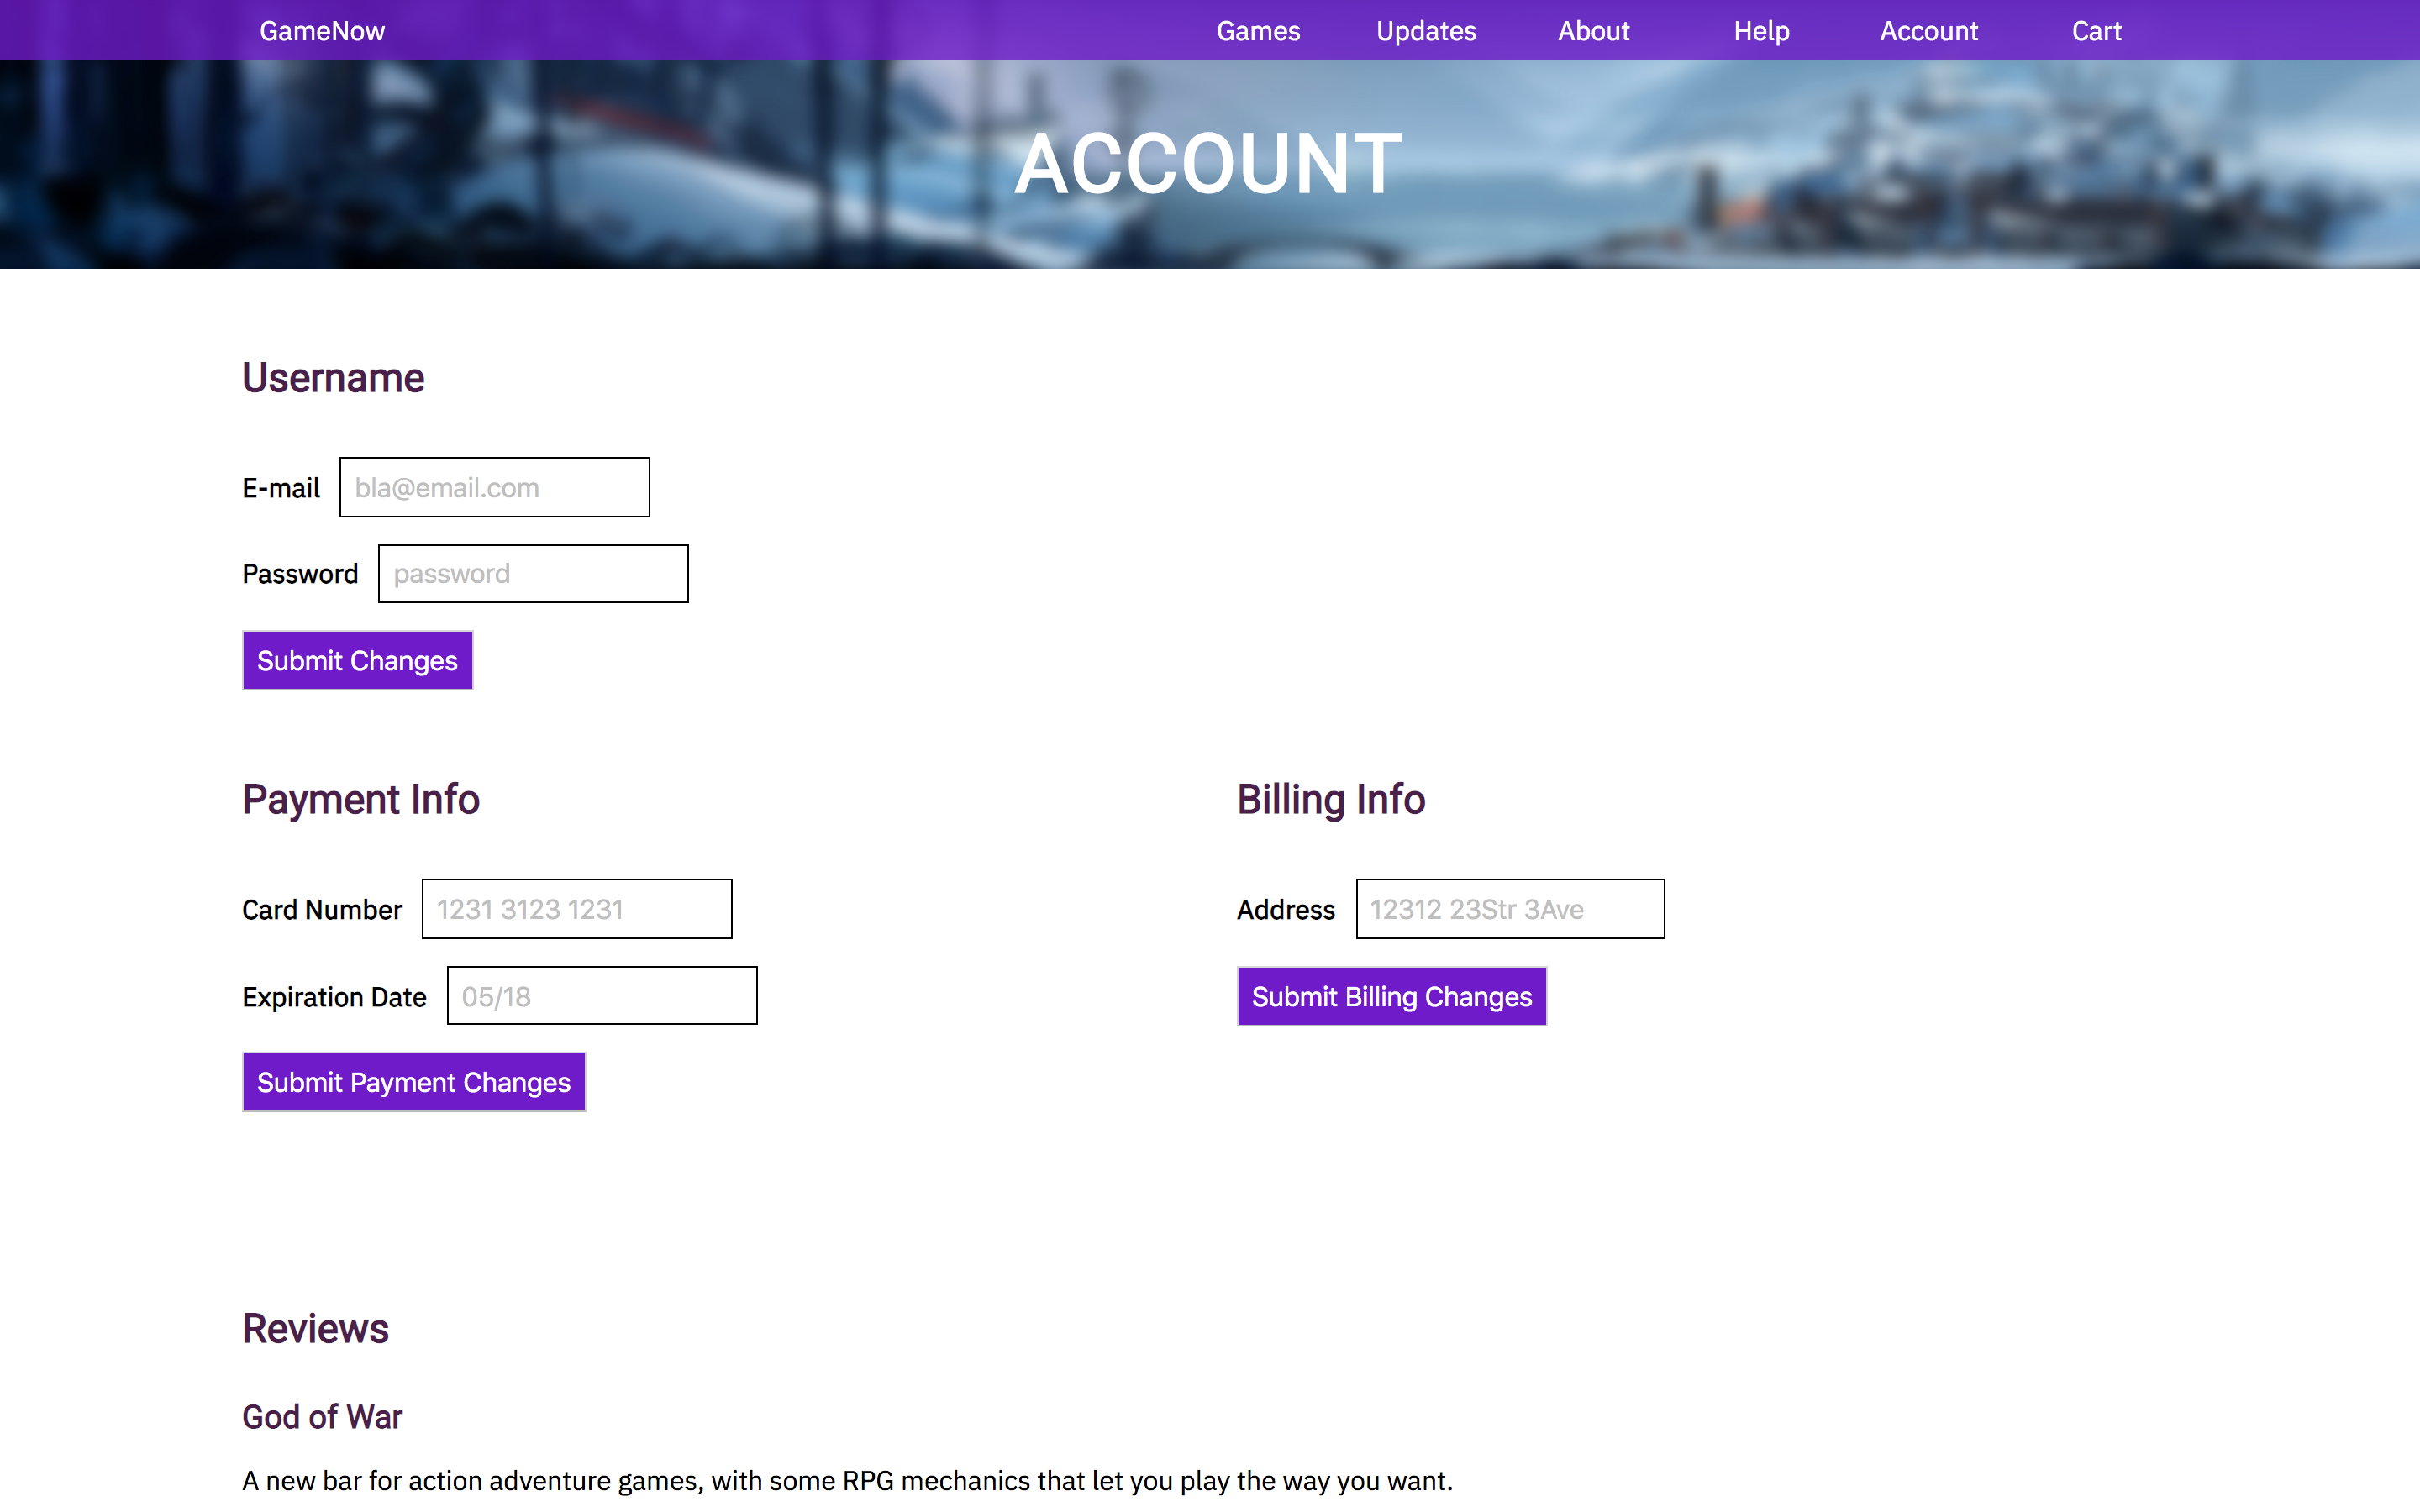 GameNow Games Updates About Help Account Cart
ACCOUNT
Username
E-mail bla@email.com
Password password
Submit Changes
Payment Info
Card Number 1231 3123 1231
Expiration Date 05/18
Submit Payment Changes
Billing Info
Address 12312 23Str 3Ave
Submit Billing Changes
Reviews
God of War
A new bar for action adventure games, with some RPG mechanics that let you play the way you want.